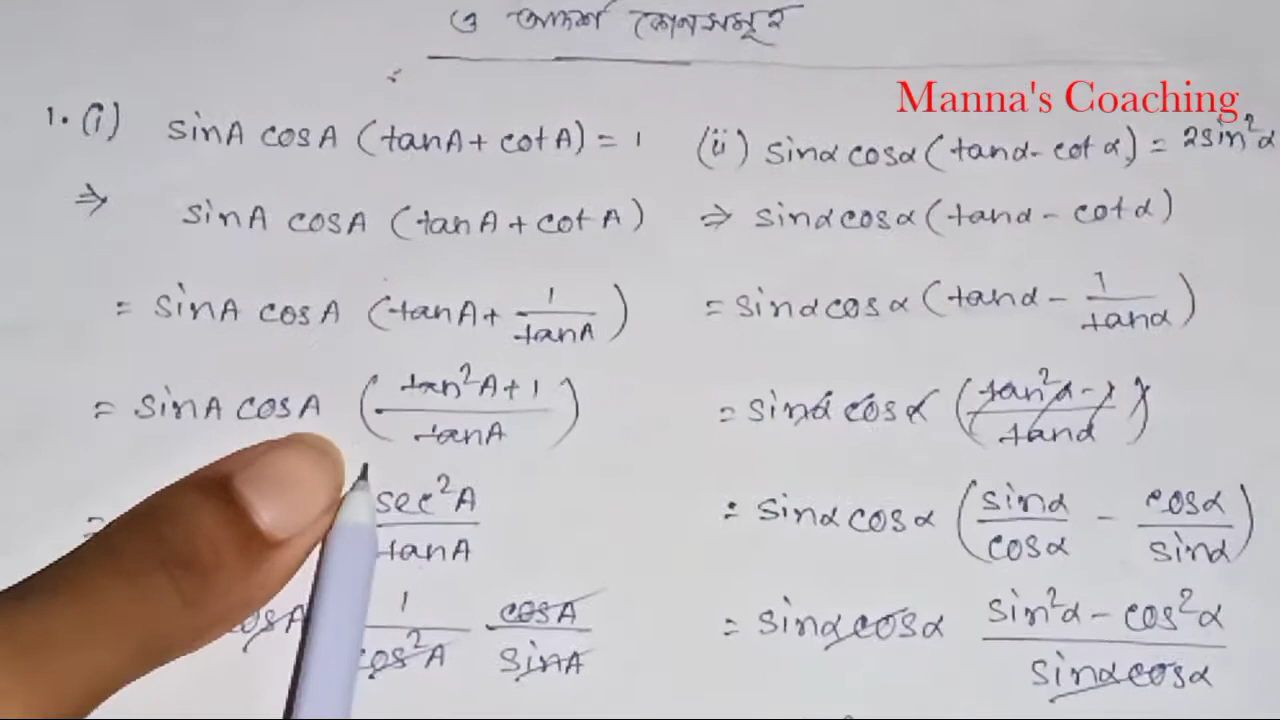 ও আদর্শ কোনসমূহ
Manna's Coaching
1. (i) sinA cosA (tanA + cotA) = 1
⇒ sinA cosA (tanA + cotA)
= sinA cosA (tanA + 1/tanA)
= sinA cosA ((tan²A + 1)/tanA)
= sec²A/tanA
cosA 1/cos²A cosA/sinA
(ii) sinα cosα (tanα - cotα) = 2sin²α
⇒ sinα cosα (tanα - cotα)
= sinα cosα (tanα - 1/tanα)
= sinα cosα ((tan²α - 1)/tanα)
= sinα cosα (sinα/cosα - cosα/sinα)
= sinα cosα (sin²α - cos²α)/(sinα cosα)